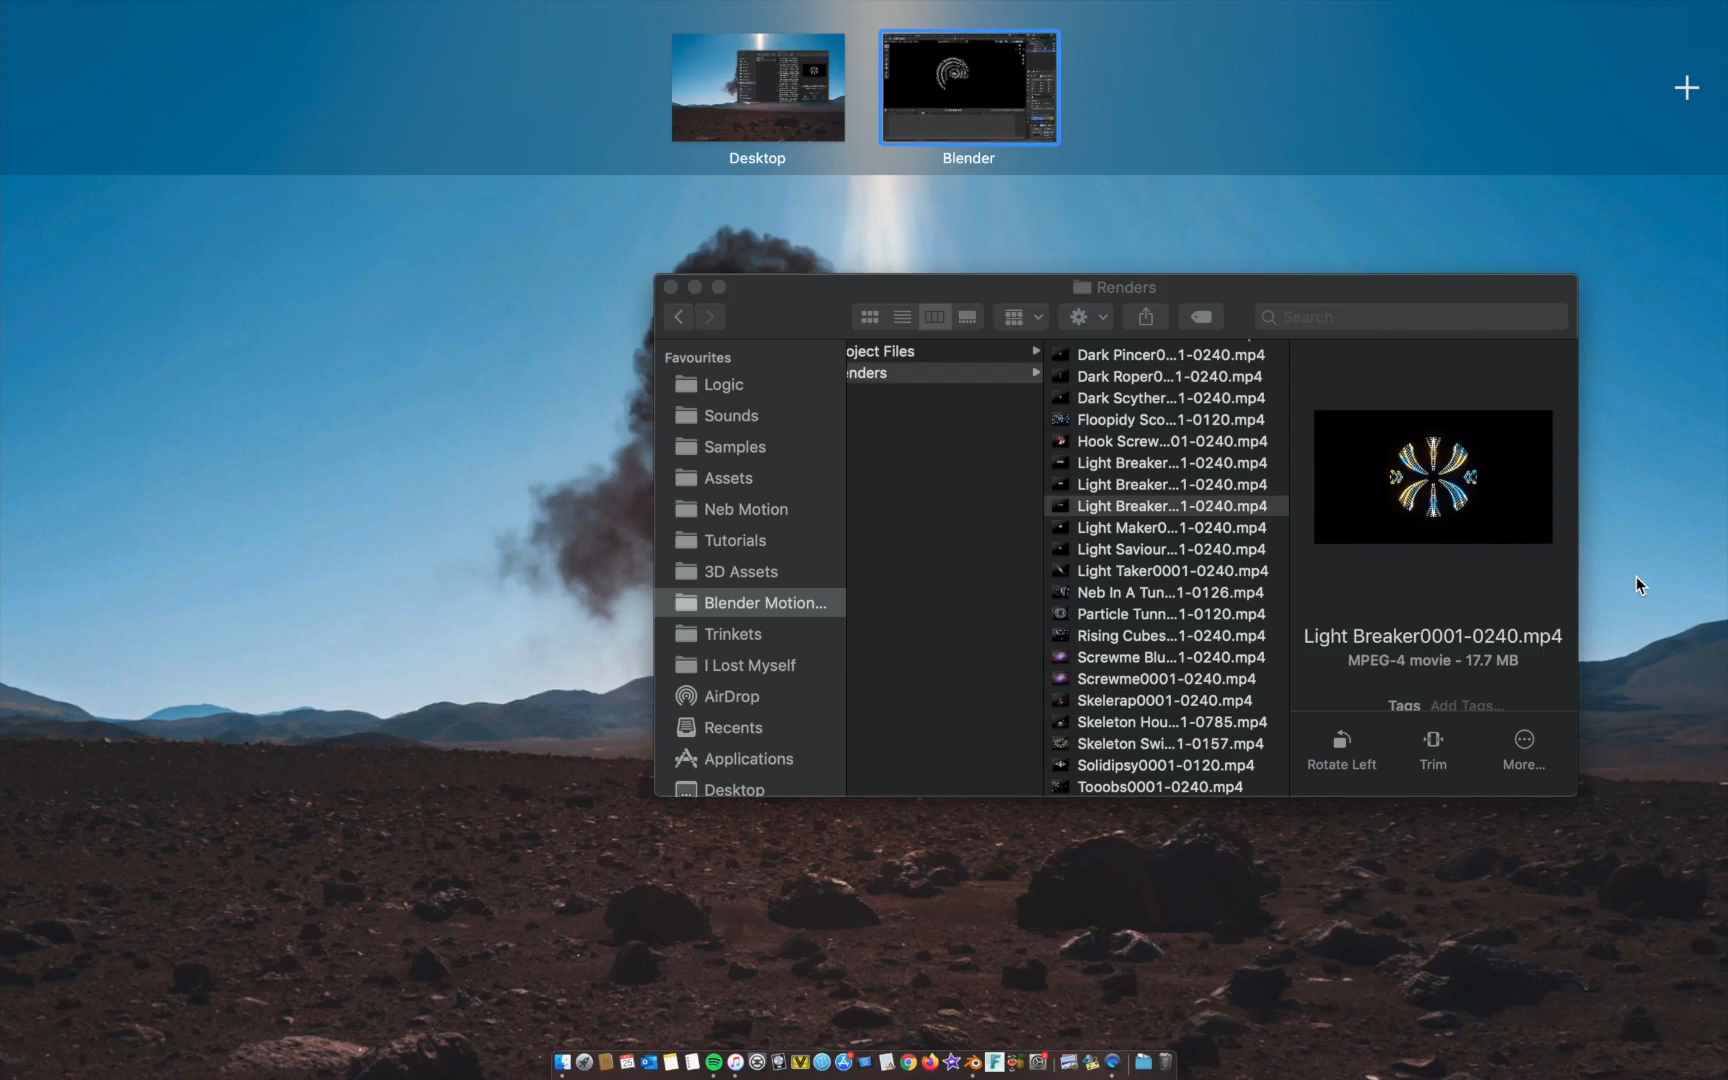 Desktop
Blender
Renders
Search
Favourites
Logic
Sounds
Samples
Assets
Neb Motion
Tutorials
3D Assets
Blender Motion...
Trinkets
I Lost Myself
AirDrop
Recents
Applications
Desktop
oject Files
enders
Dark Pincer0...1-0240.mp4
Dark Roper0...1-0240.mp4
Dark Scyther...1-0240.mp4
Floopidy Sco...1-0120.mp4
Hook Screw...01-0240.mp4
Light Breaker...1-0240.mp4
Light Breaker...1-0240.mp4
Light Breaker...1-0240.mp4
Light Maker0...1-0240.mp4
Light Saviour...1-0240.mp4
Light Taker0001-0240.mp4
Neb In A Tun...1-0126.mp4
Particle Tunn...1-0120.mp4
Rising Cubes...1-0240.mp4
Screwme Blu...1-0240.mp4
Screwme0001-0240.mp4
Skelerap0001-0240.mp4
Skeleton Hou...1-0785.mp4
Skeleton Swi...1-0157.mp4
Solidipsy0001-0120.mp4
Tooobs0001-0240.mp4
Light Breaker0001-0240.mp4
MPEG-4 movie - 17.7 MB
Tags Add Tags...
Rotate Left
Trim
More...